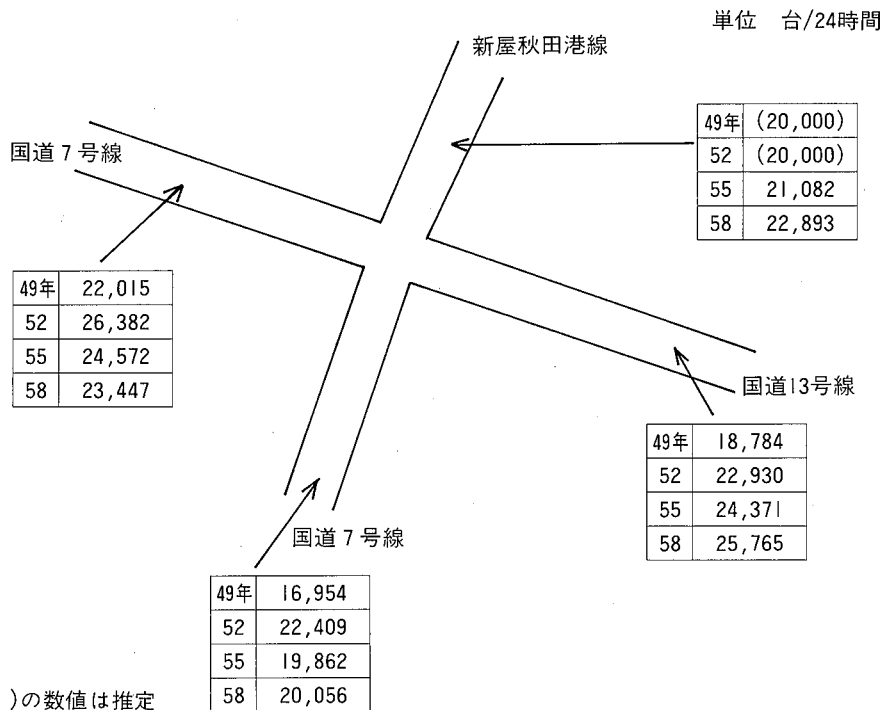 単位 台/24時間
新屋秋田港線
49年 (20,000)
52 (20,000)
55 21,082
58 22,893
国道7号線
49年 22,015
52 26,382
55 24,572
58 23,447
国道13号線
49年 18,784
52 22,930
55 24,371
58 25,765
国道7号線
49年 16,954
52 22,409
55 19,862
58 20,056
)の数値は推定